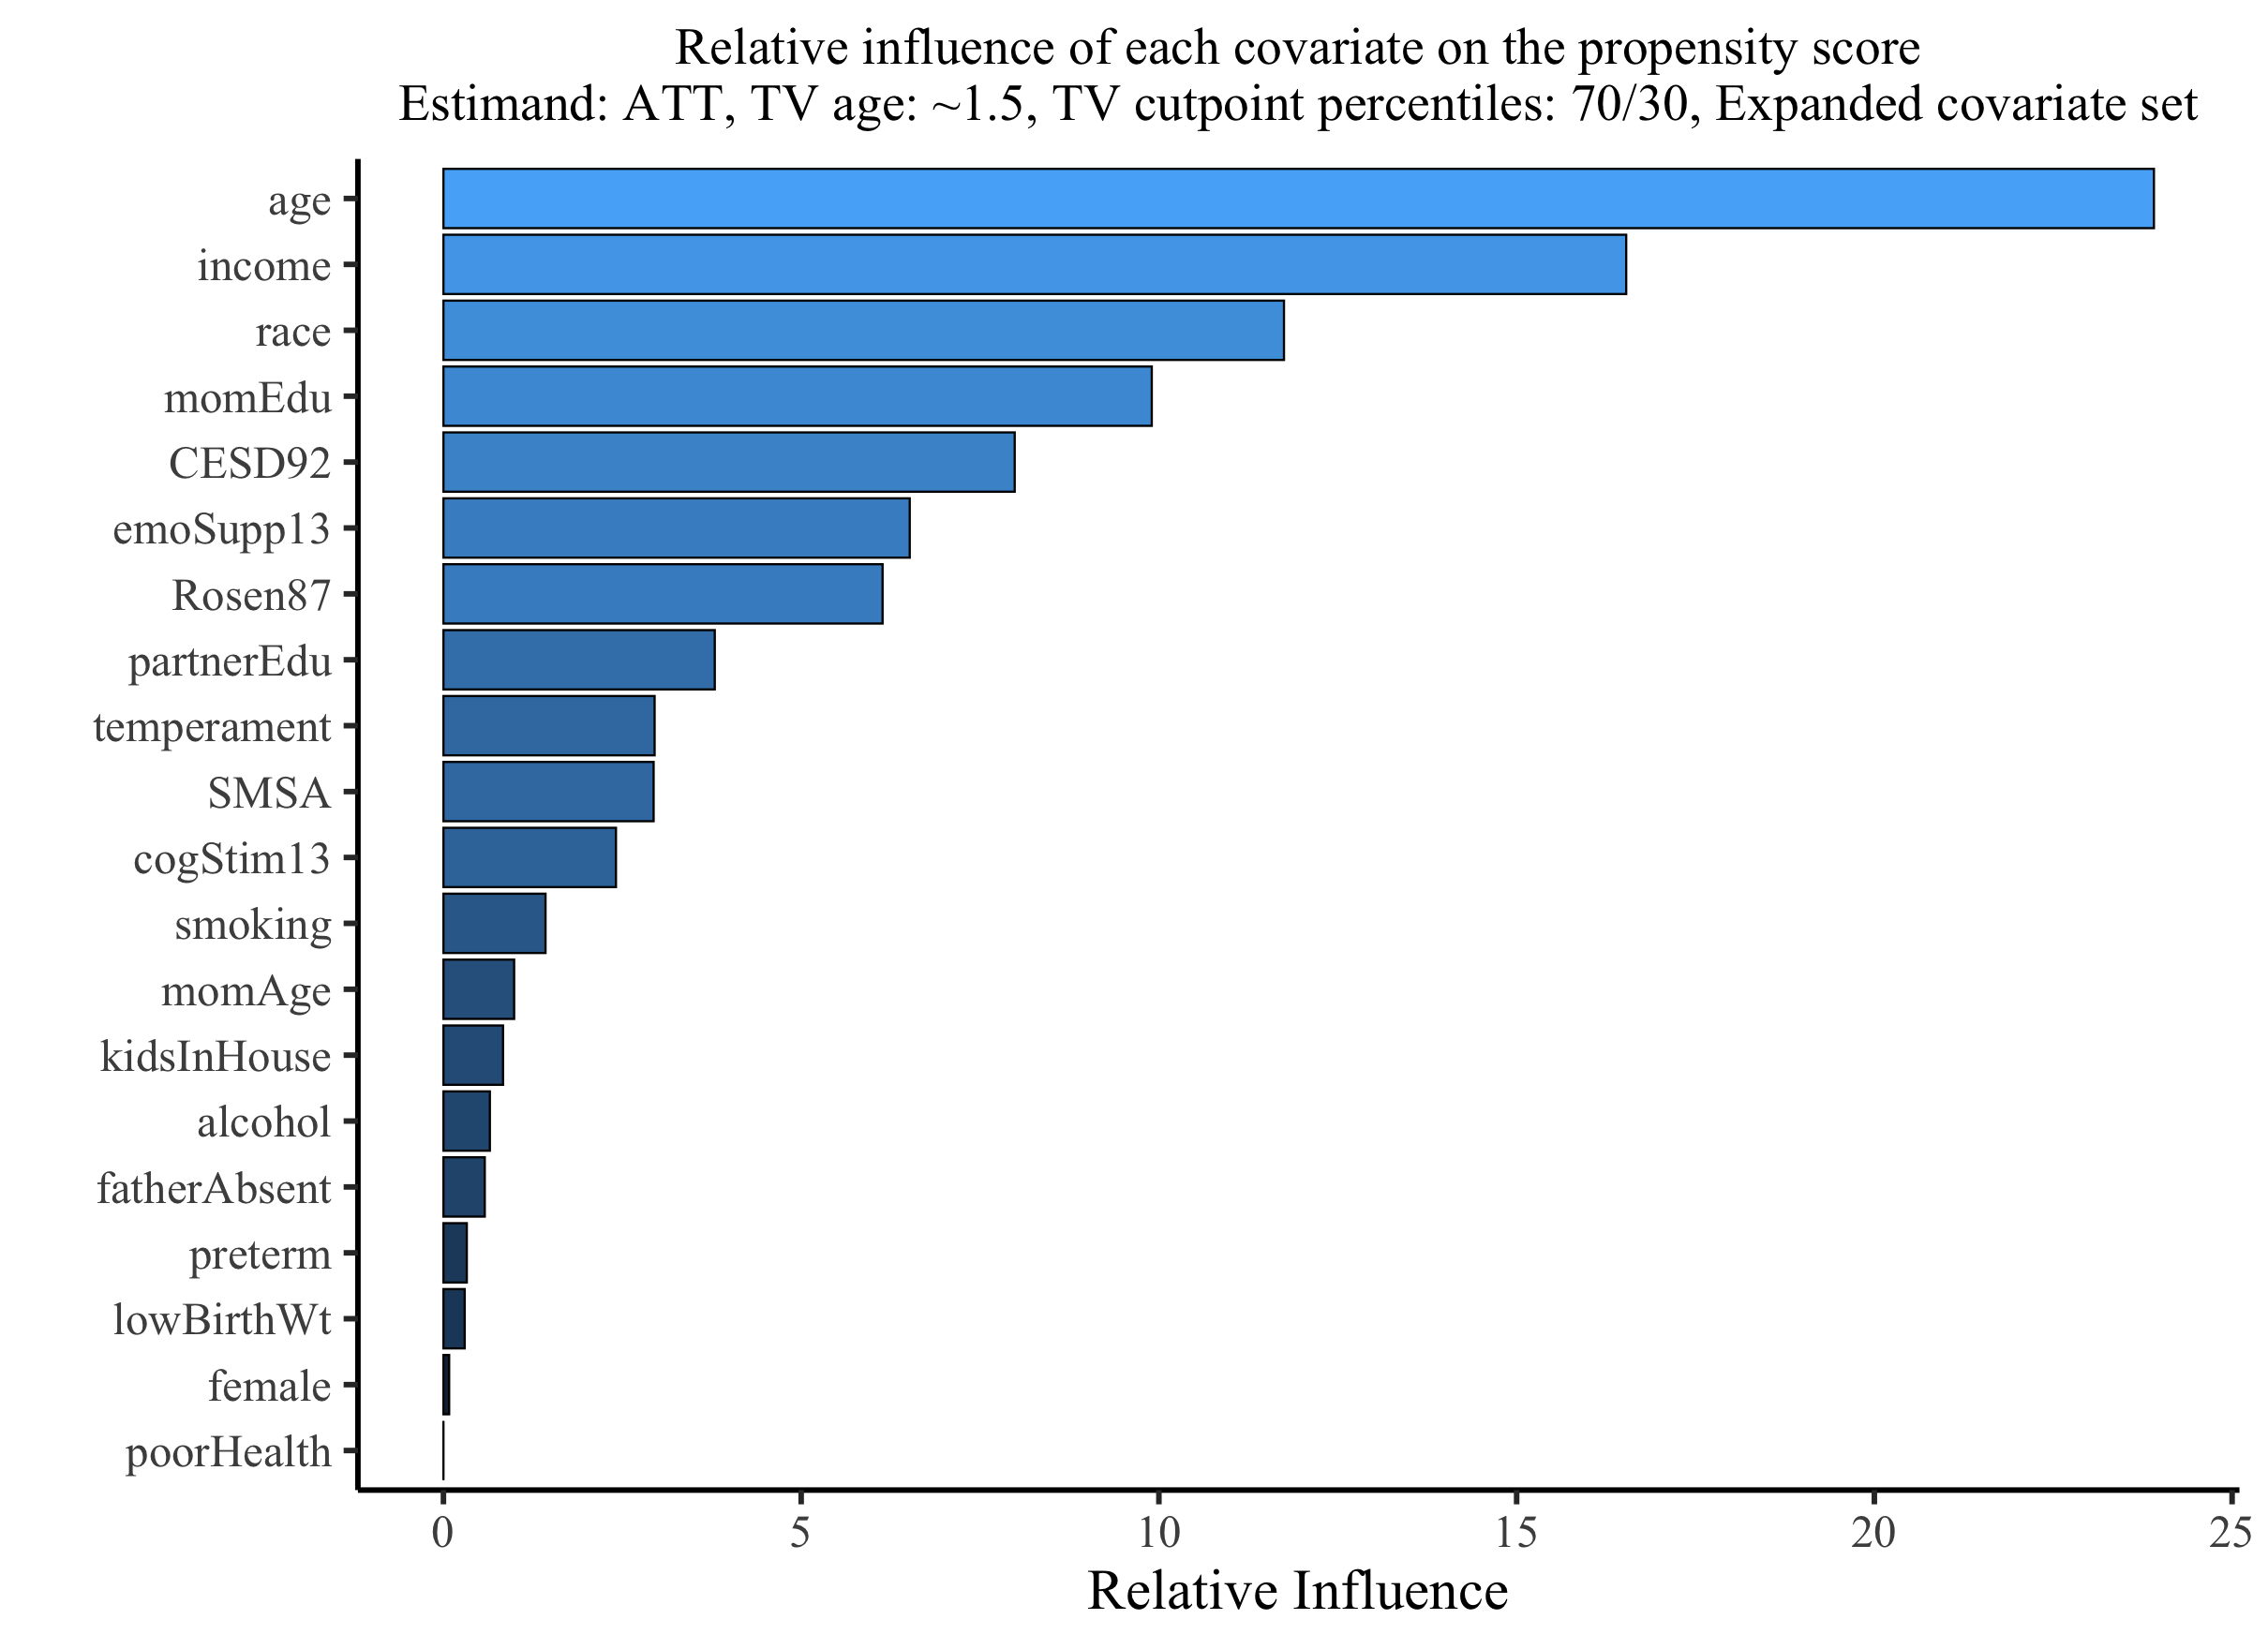 Relative influence of each covariate on the propensity score
Estimand: ATT, TV age: ~1.5, TV cutpoint percentiles: 70/30, Expanded covariate set
age
income
race
momEdu
CESD92
emoSupp13
Rosen87
partnerEdu
temperament
SMSA
cogStim13
smoking
momAge
kidsInHouse
alcohol
fatherAbsent
preterm
lowBirthWt
female
poorHealth
0 5 10 15 20 25
Relative Influence